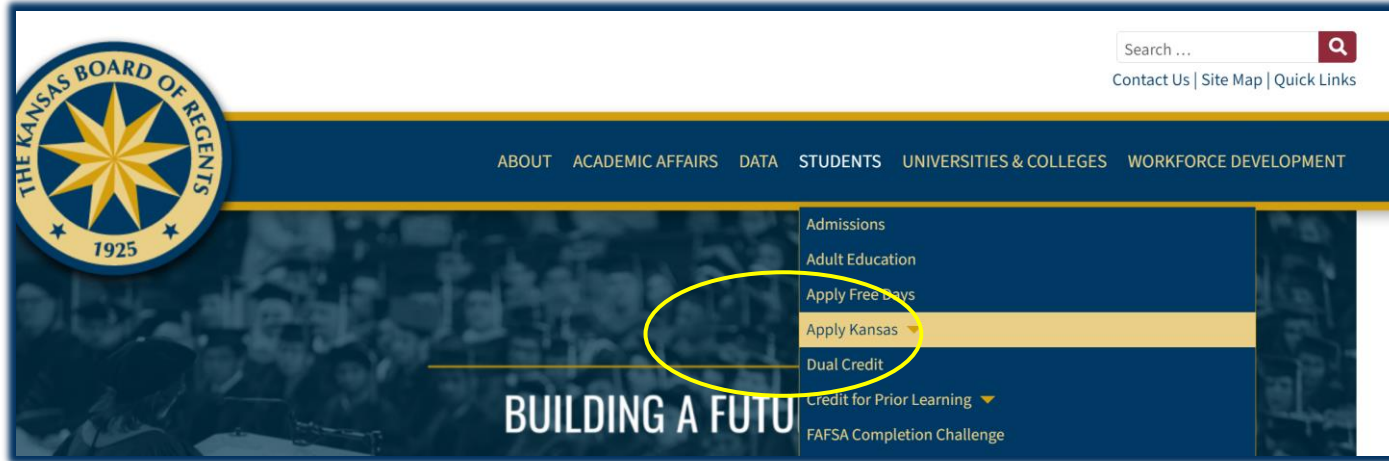 THE KANSAS BOARD OF REGENTS
1925
Search ...
Contact Us | Site Map | Quick Links
ABOUT ACADEMIC AFFAIRS DATA STUDENTS UNIVERSITIES & COLLEGES WORKFORCE DEVELOPMENT
Admissions
Adult Education
Apply Free Days
Apply Kansas
Dual Credit
Credit for Prior Learning
FAFSA Completion Challenge
BUILDING A FUTU